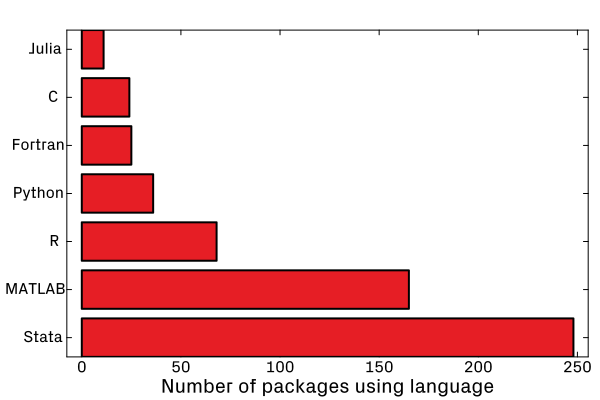 Julia
C
Fortran
Python
R
MATLAB
Stata
0 50 100 150 200 250
Number of packages using language